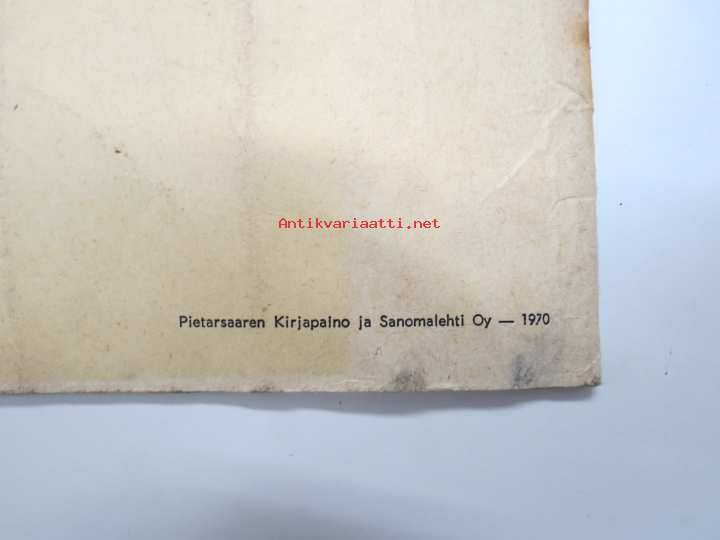 Antikvariaatti.net
Pietarsaaren Kirjapaino ja Sanomalehti Oy — 1970